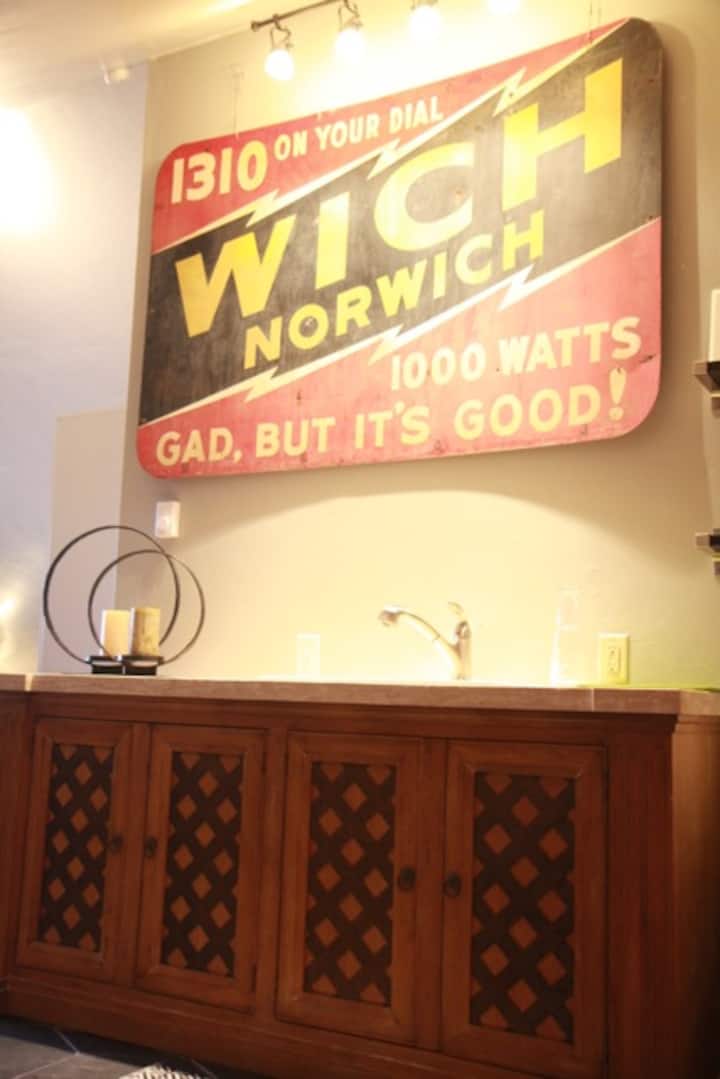 1310 ON YOUR DIAL
WICH
NORWICH
1000 WATTS
GAD, BUT IT'S GOOD!